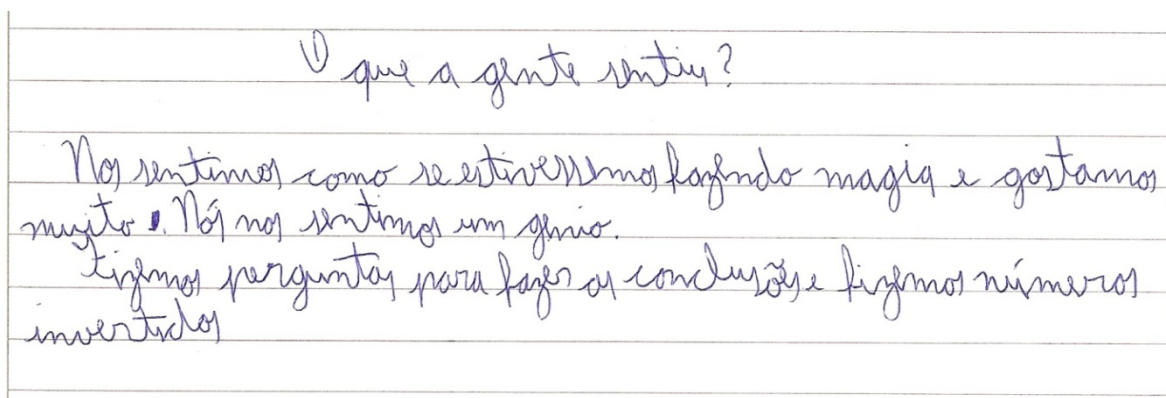 O que a gente sentiu?
Nos sentimos como se estivessemos fazendo magia e gostamos
muito. Nós nos sentimos um genio.
Fizemos perguntas para fazer as conclusões e fizemos números
invertidos